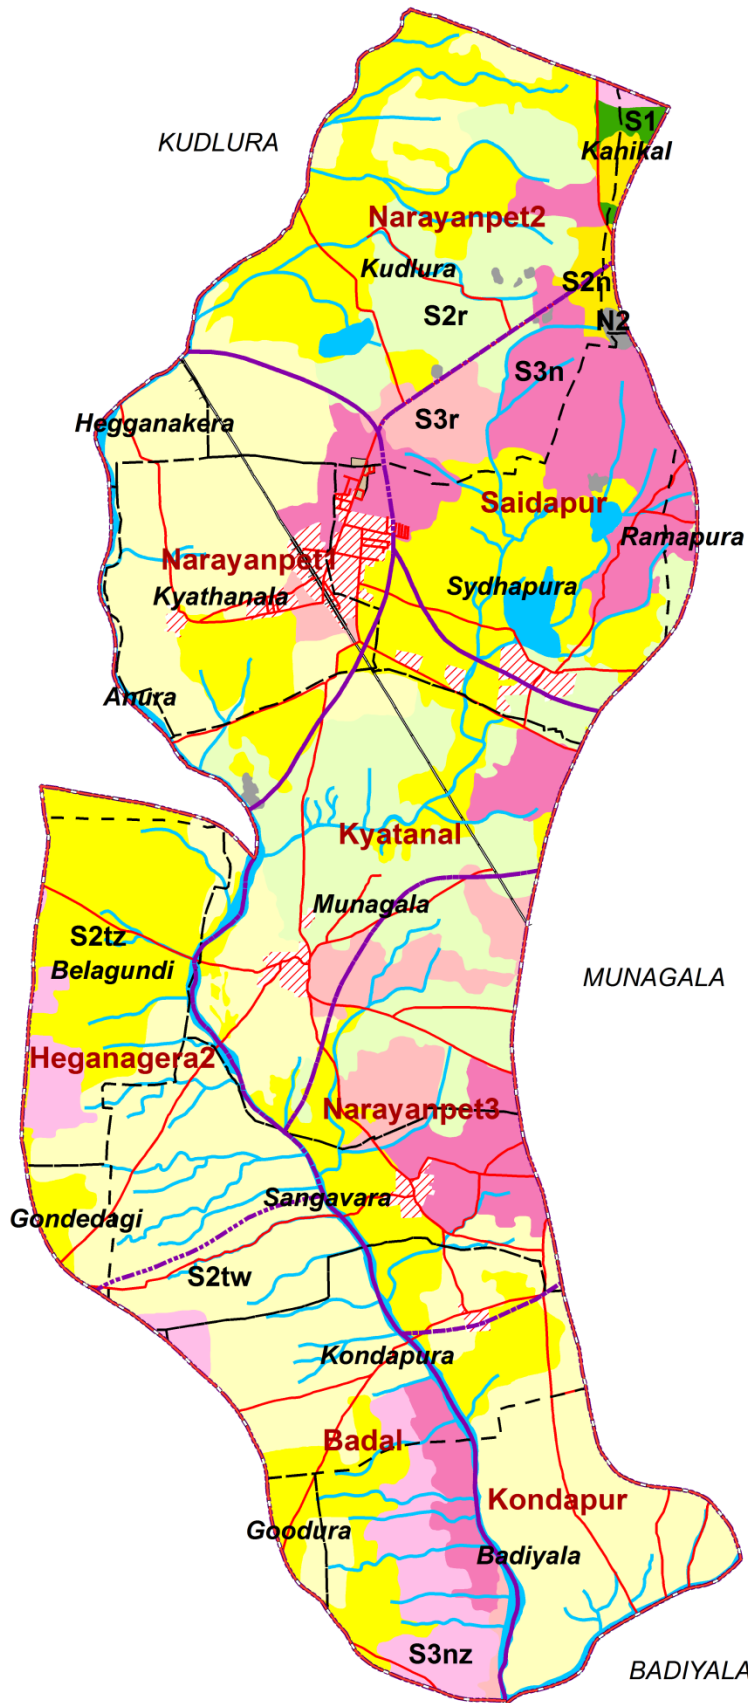 S1
KUDLURA
Kanikal
Narayanpet2
Kudlura
S2n
S2r
N2
S3n
S3r
Hegganakera
Saidapur
Ramapura
Narayanpet1
Sydhapura
Kyathanala
Anura
Kyatanal
Munagala
S2tz
Belagundi
MUNAGALA
Heganagera2
Narayanpet3
Sangavara
Gondedagi
S2tw
Kondapura
Badal
Kondapur
Goodura
Badiyala
S3nz
BADIYALA